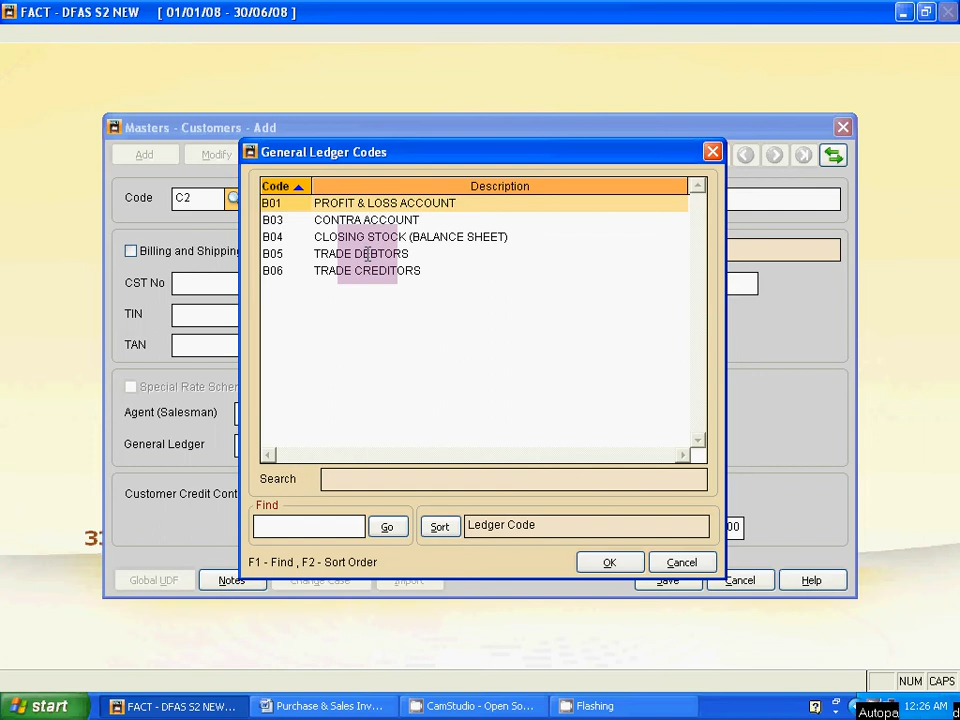 FACT - DFAS S2 NEW [ 01/01/08 - 30/06/08 ]
Masters - Customers - Add
Add Modify
General Ledger Codes
Code C2
Code Description
B01 PROFIT & LOSS ACCOUNT
B03 CONTRA ACCOUNT
B04 CLOSING STOCK (BALANCE SHEET)
B05 TRADE DEBTORS
B06 TRADE CREDITORS
Billing and Shipping
CST No
TIN
TAN
Special Rate Schem
Agent (Salesman)
General Ledger
Customer Credit Cont
Search
Find
Go Sort Ledger Code
00
33
F1 - Find , F2 - Sort Order
OK Cancel
Global UDF Notes Change Case Import Save Cancel Help
NUM CAPS
start FACT - DFAS S2 NEW... Purchase & Sales Inv... CamStudio - Open So... Flashing ? 12:26 AM
Autopa